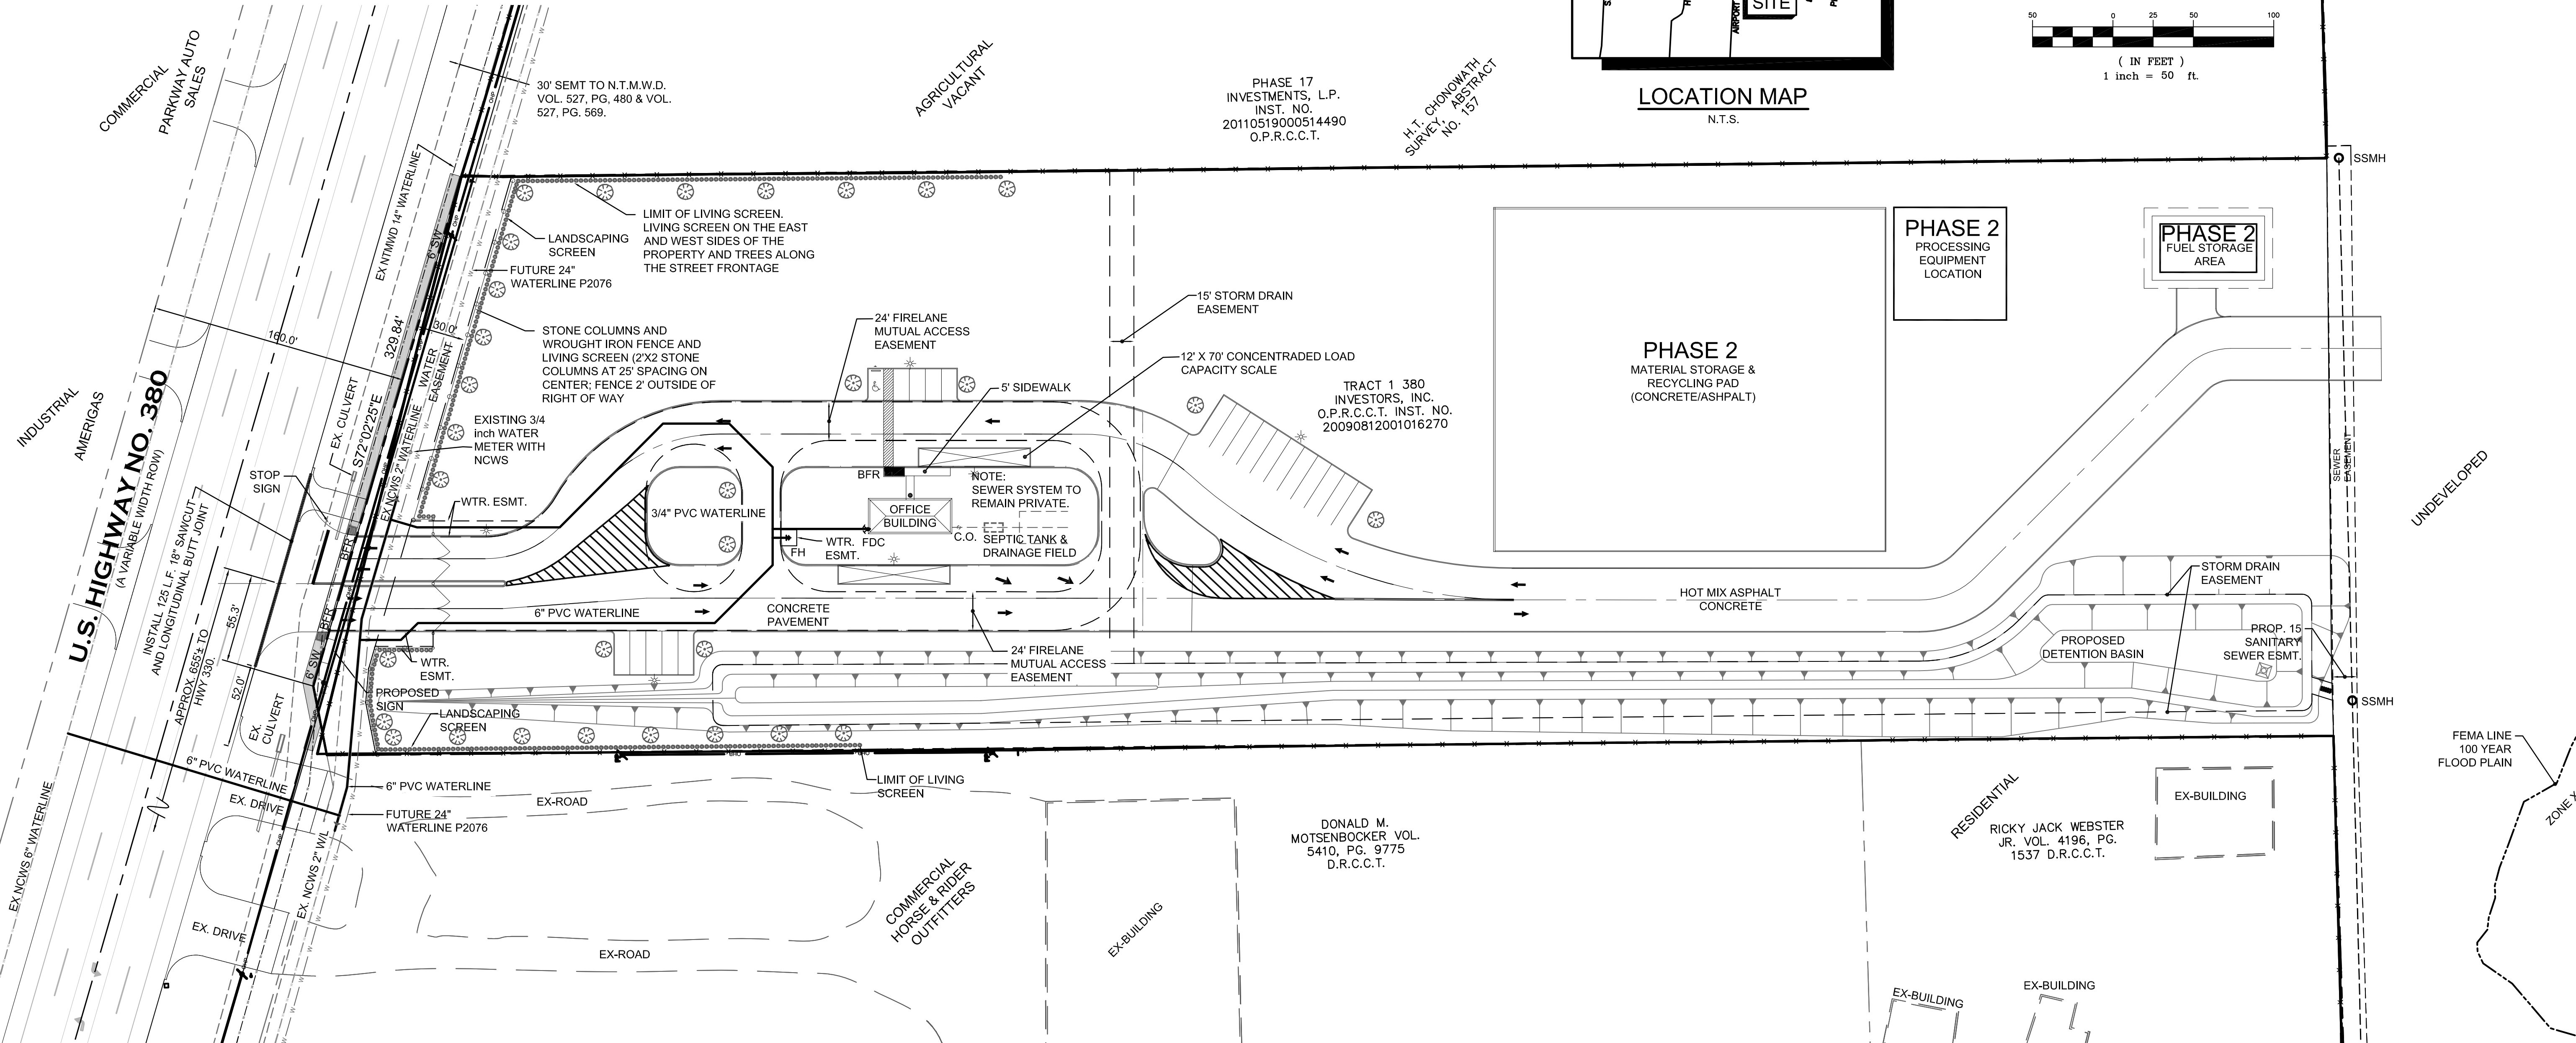 COMMERCIAL
PARKWAY AUTO
SALES
30' SEMT TO N.T.M.W.D.
VOL. 527, PG, 480 & VOL.
527, PG. 569.
AGRICULTURAL
VACANT
PHASE 17
INVESTMENTS, L.P.
INST. NO.
20110519000514490
O.P.R.C.C.T.
H.T. CHONOWATH
SURVEY, ABSTRACT
NO. 157
AIRPORT
SITE
LOCATION MAP
N.T.S.
50 0 25 50 100
( IN FEET )
1 inch = 50 ft.
SSMH
EX NTMWD 14" WATERLINE
6' SW
OHP
LANDSCAPING
SCREEN
LIMIT OF LIVING SCREEN.
LIVING SCREEN ON THE EAST
AND WEST SIDES OF THE
PROPERTY AND TREES ALONG
THE STREET FRONTAGE
FUTURE 24"
WATERLINE P2076
STONE COLUMNS AND
WROUGHT IRON FENCE AND
LIVING SCREEN (2'X2 STONE
COLUMNS AT 25' SPACING ON
CENTER; FENCE 2' OUTSIDE OF
RIGHT OF WAY
160.0'
329.84'
S72°02'25"E
30.0'
WATER
EASEMENT
EX. CULVERT
EX NCWS 2" WATERLINE
EXISTING 3/4
inch WATER
METER WITH
NCWS
24' FIRELANE
MUTUAL ACCESS
EASEMENT
15' STORM DRAIN
EASEMENT
12' X 70' CONCENTRADED LOAD
CAPACITY SCALE
5' SIDEWALK
TRACT 1 380
INVESTORS, INC.
O.P.R.C.C.T. INST. NO.
20090812001016270
PHASE 2
MATERIAL STORAGE &
RECYCLING PAD
(CONCRETE/ASHPALT)
PHASE 2
PROCESSING
EQUIPMENT
LOCATION
PHASE 2
FUEL STORAGE
AREA
SEWER
EASEMENT
UNDEVELOPED
INDUSTRIAL
AMERIGAS
U.S. HIGHWAY NO. 380
(A VARIABLE WIDTH ROW)
STOP
SIGN
WTR. ESMT.
BFR
NOTE:
SEWER SYSTEM TO
REMAIN PRIVATE.
OFFICE
BUILDING
3/4" PVC WATERLINE
FH
WTR.
ESMT.
FDC
C.O.
SEPTIC TANK &
DRAINAGE FIELD
BFR
INSTALL 125 L.F. 18" SAWCUT
AND LONGITUDINAL BUTT JOINT
APPROX. 655'± TO
HWY 330.
55.3'
52.0'
BFR
6' SW
6" PVC WATERLINE
CONCRETE
PAVEMENT
HOT MIX ASPHALT
CONCRETE
STORM DRAIN
EASEMENT
PROPOSED
DETENTION BASIN
PROP. 15
SANITARY
SEWER ESMT.
SSMH
WTR.
ESMT.
24' FIRELANE
MUTUAL ACCESS
EASEMENT
PROPOSED
SIGN
LANDSCAPING
SCREEN
EX.
CULVERT
6" PVC WATERLINE
EX. DRIVE
6" PVC WATERLINE
FUTURE 24"
WATERLINE P2076
LIMIT OF LIVING
SCREEN
EX-ROAD
EX NCWS 6" WATERLINE
EX. NCWS 2" W/L
EX. DRIVE
EX-ROAD
COMMERCIAL
HORSE & RIDER
OUTFITTERS
EX-BUILDING
DONALD M.
MOTSENBOCKER VOL.
5410, PG. 9775
D.R.C.C.T.
RESIDENTIAL
RICKY JACK WEBSTER
JR. VOL. 4196, PG.
1537 D.R.C.C.T.
EX-BUILDING
EX-BUILDING
EX-BUILDING
FEMA LINE
100 YEAR
FLOOD PLAIN
ZONE X